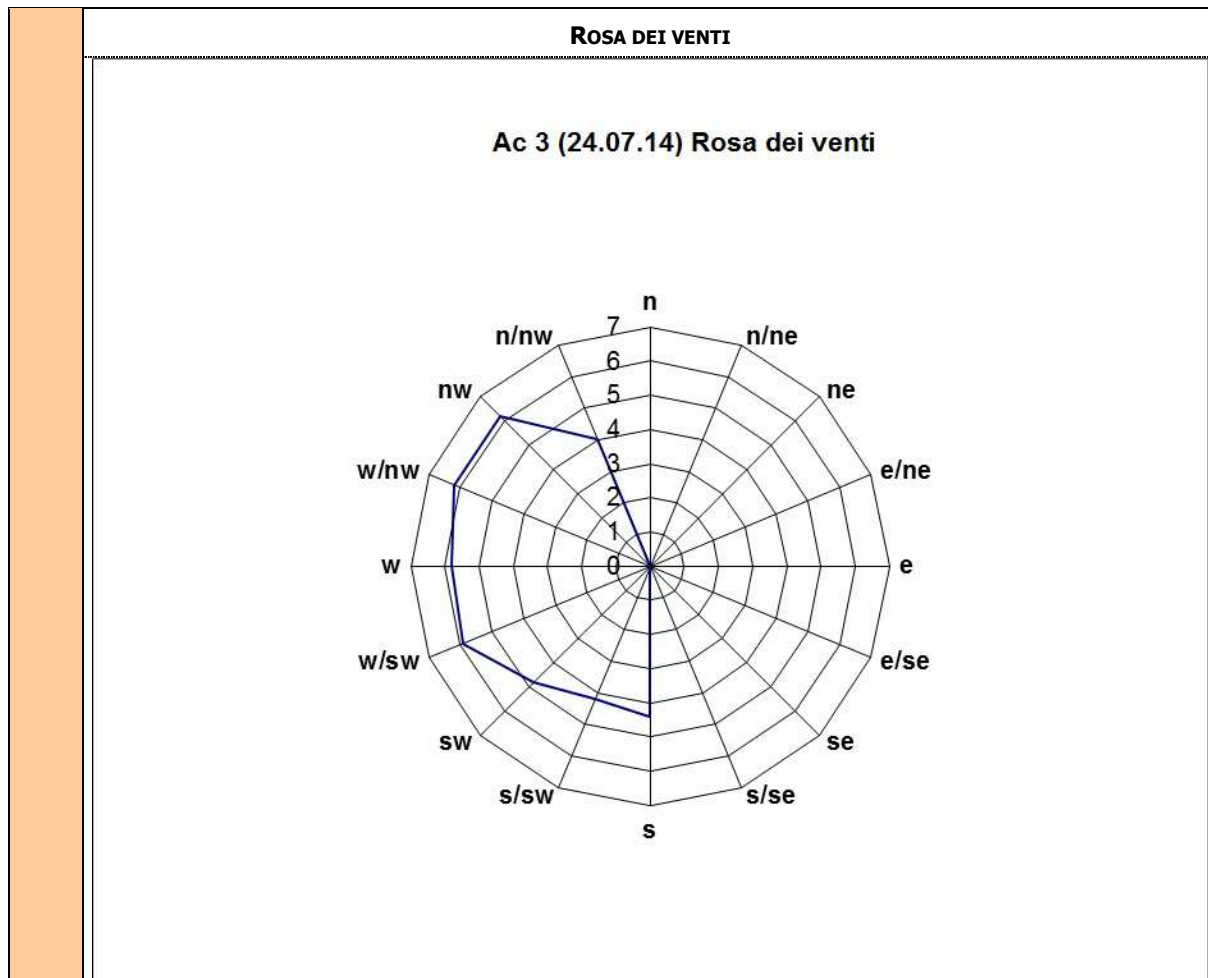 ROSA DEI VENTI
Ac 3 (24.07.14) Rosa dei venti
n
n/nw 7 n/ne
6
nw 5 ne
4
w/nw 3 e/ne
2
1
w 0 e
w/sw e/se
sw se
s/sw s/se
s